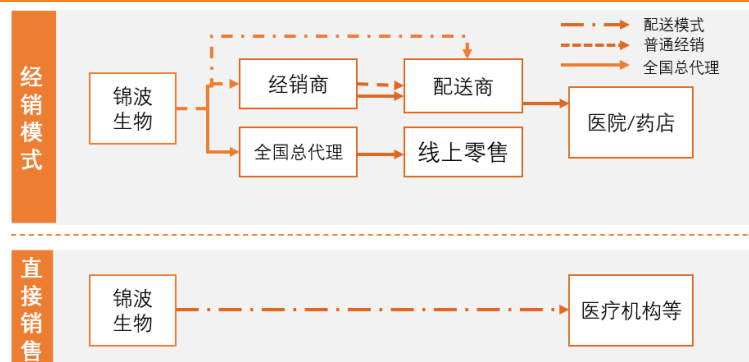 经销模式
配送模式
普通经销
全国总代理
锦波
生物
经销商
配送商
医院/药店
全国总代理
线上零售
直接销售
锦波
生物
医疗机构等